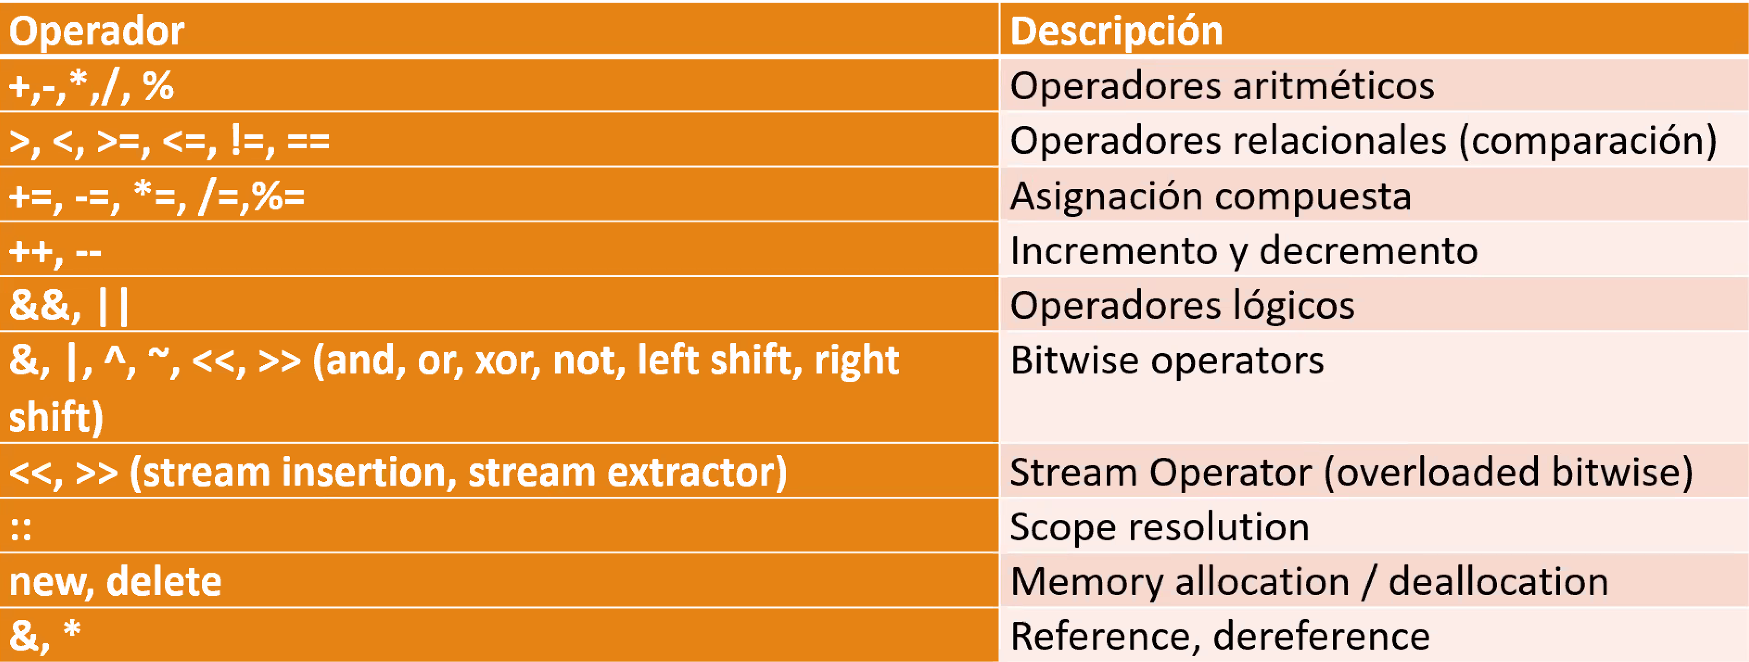 Operador Descripción
+,-,*,/, % Operadores aritméticos
>, <, >=, <=, !=, == Operadores relacionales (comparación)
+=, -=, *=, /=,%= Asignación compuesta
++, -- Incremento y decremento
&&, || Operadores lógicos
&, |, ^, ~, <<, >> (and, or, xor, not, left shift, right Bitwise operators
shift)
<<, >> (stream insertion, stream extractor) Stream Operator (overloaded bitwise)
:: Scope resolution
new, delete Memory allocation / deallocation
&, * Reference, dereference